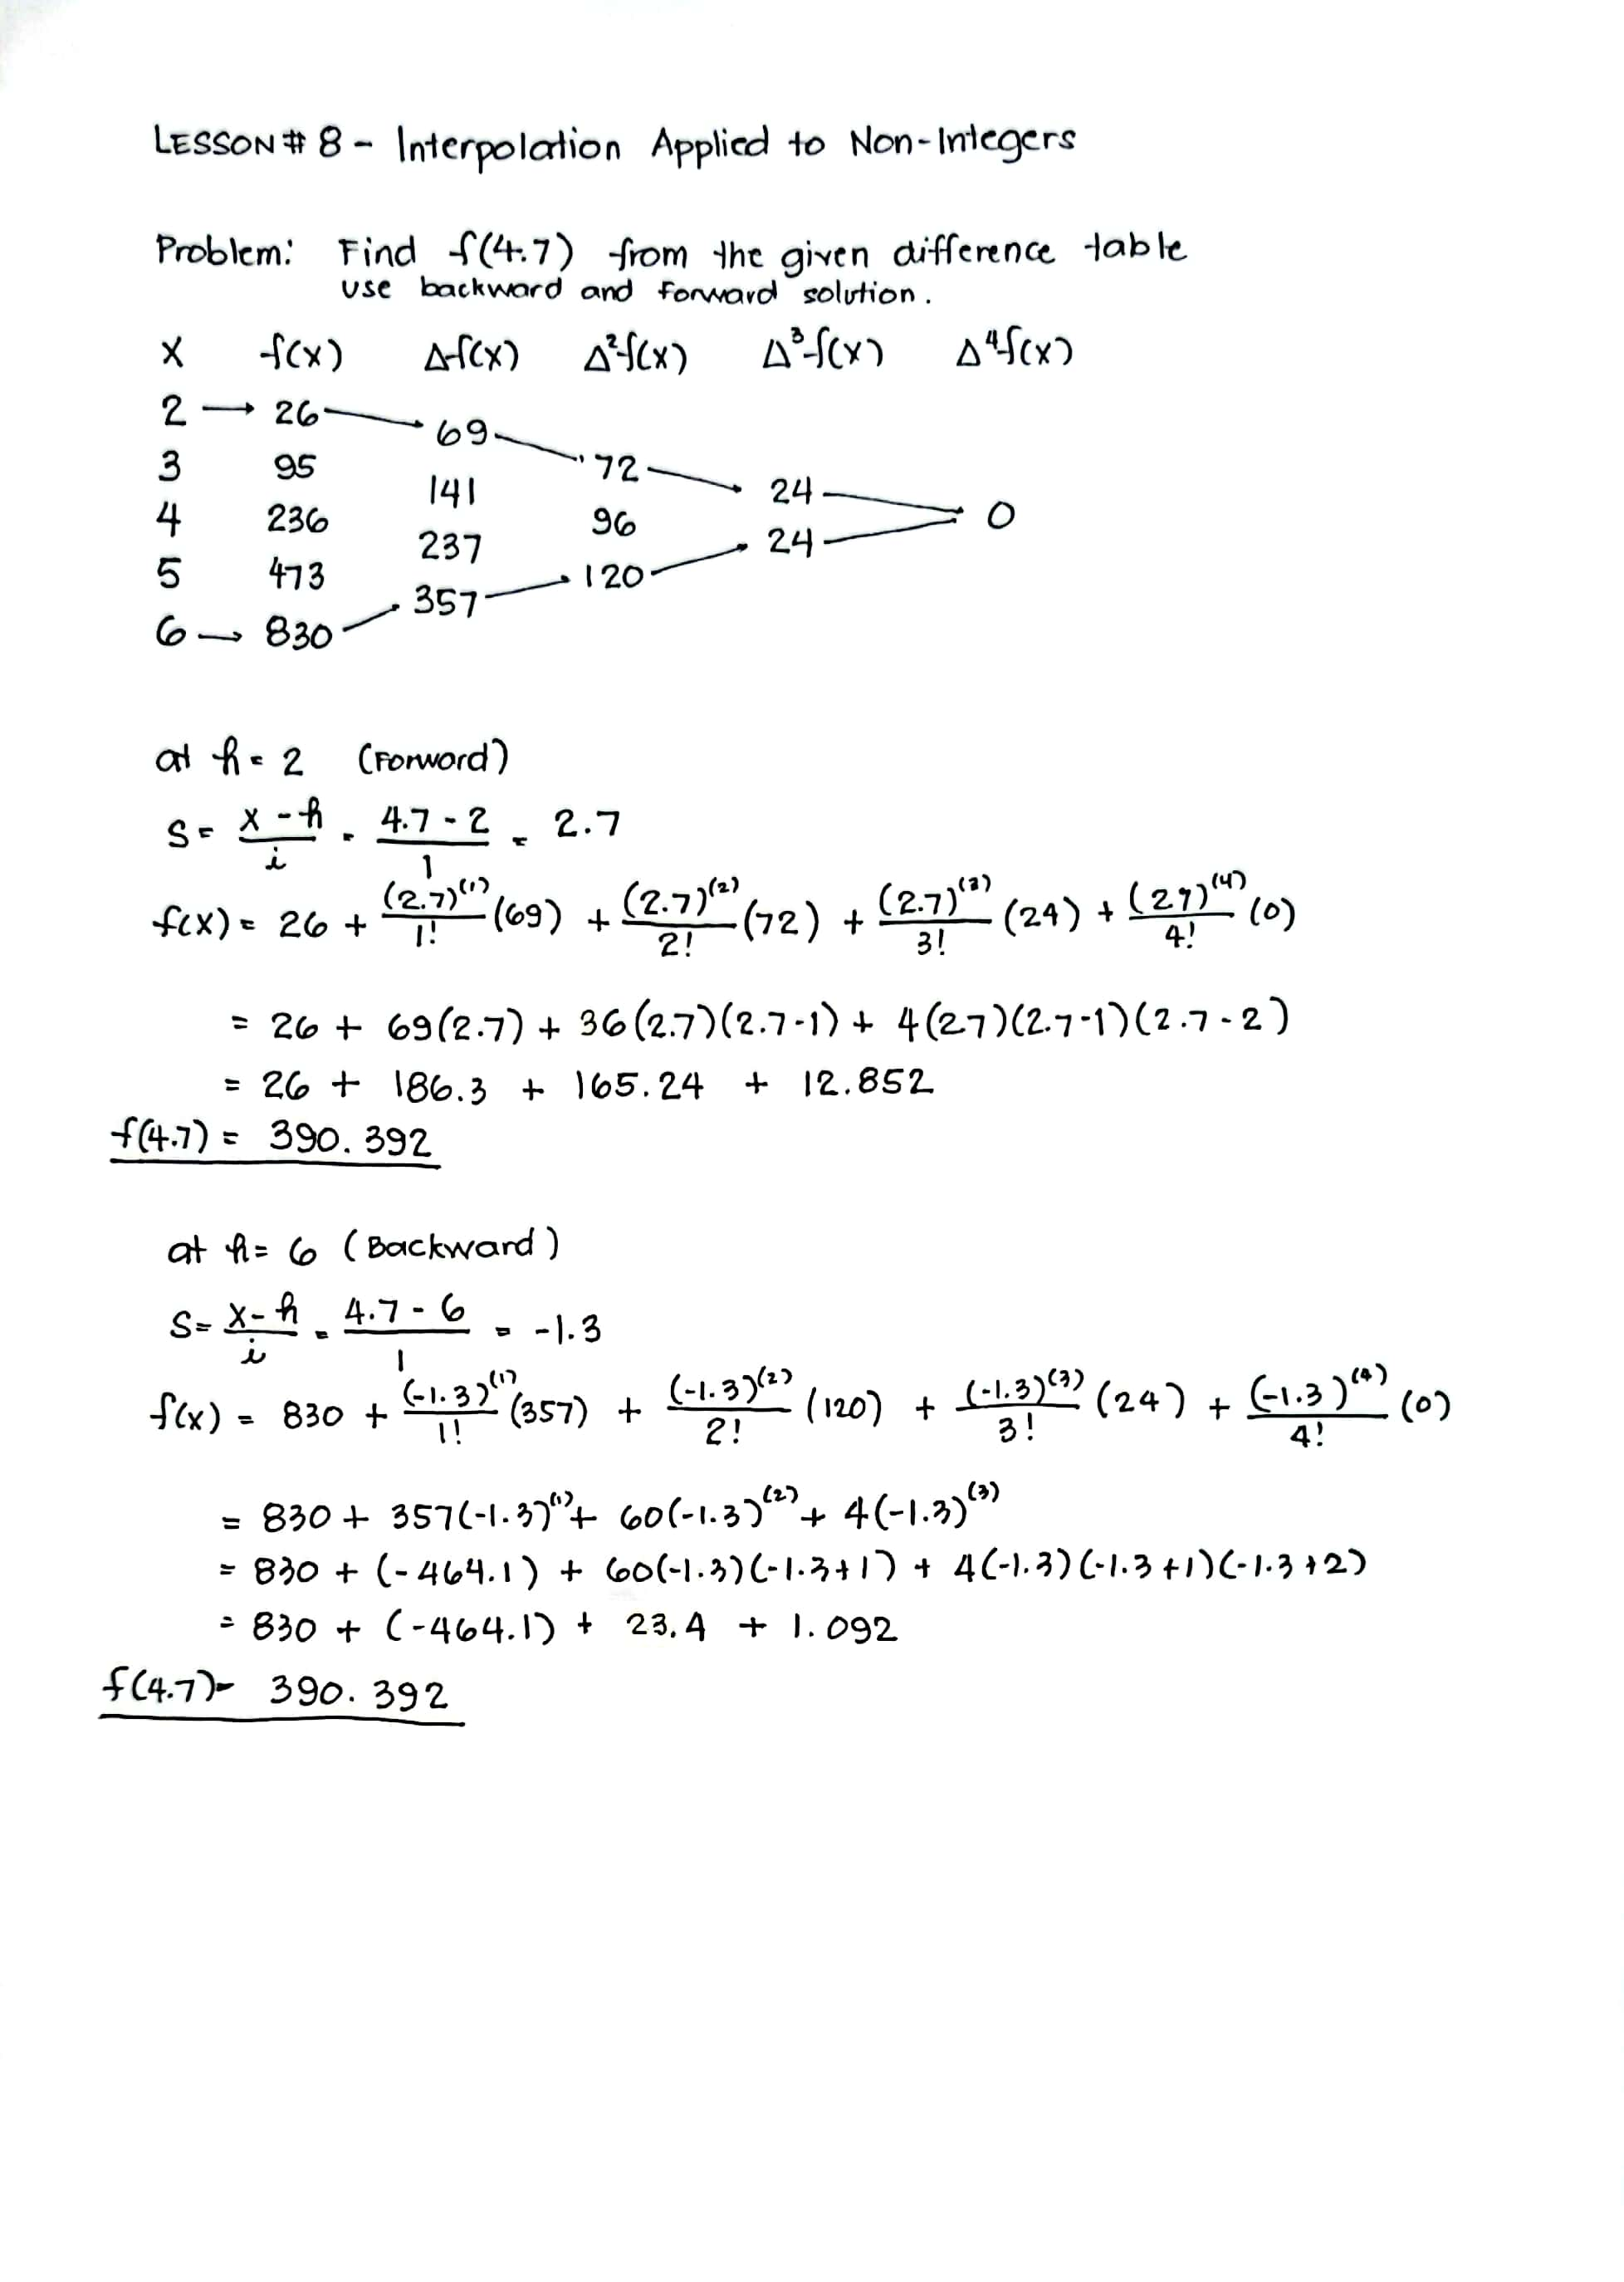 LESSON # 8 - Interpolation Applied to Non-Integers
Problem: Find f(4.7) from the given difference table
use backward and forward solution.
x f(x) Δf(x) Δ²f(x) Δ³f(x) Δ⁴f(x)
2 → 26 → 69 → 72 → 24 → 0
3 95 141 96 24
4 236 237 120
5 473 357
6 → 830
at h = 2 (Forward)
S = x - h / i = 4.7 - 2 / 1 = 2.7
f(x) = 26 + (2.7)⁽¹⁾/1! (69) + (2.7)⁽²⁾/2! (72) + (2.7)⁽³⁾/3! (24) + (2.7)⁽⁴⁾/4! (0)
= 26 + 69(2.7) + 36(2.7)(2.7-1) + 4(2.7)(2.7-1)(2.7-2)
= 26 + 186.3 + 165.24 + 12.852
f(4.7) = 390.392
at h = 6 (Backward)
S = x - h / i = 4.7 - 6 / 1 = -1.3
f(x) = 830 + (-1.3)⁽¹⁾/1! (357) + (-1.3)⁽²⁾/2! (120) + (-1.3)⁽³⁾/3! (24) + (-1.3)⁽⁴⁾/4! (0)
= 830 + 357(-1.3)⁽¹⁾ + 60(-1.3)⁽²⁾ + 4(-1.3)⁽³⁾
= 830 + (-464.1) + 60(-1.3)(-1.3+1) + 4(-1.3)(-1.3+1)(-1.3+2)
= 830 + (-464.1) + 23.4 + 1.092
f(4.7) = 390.392